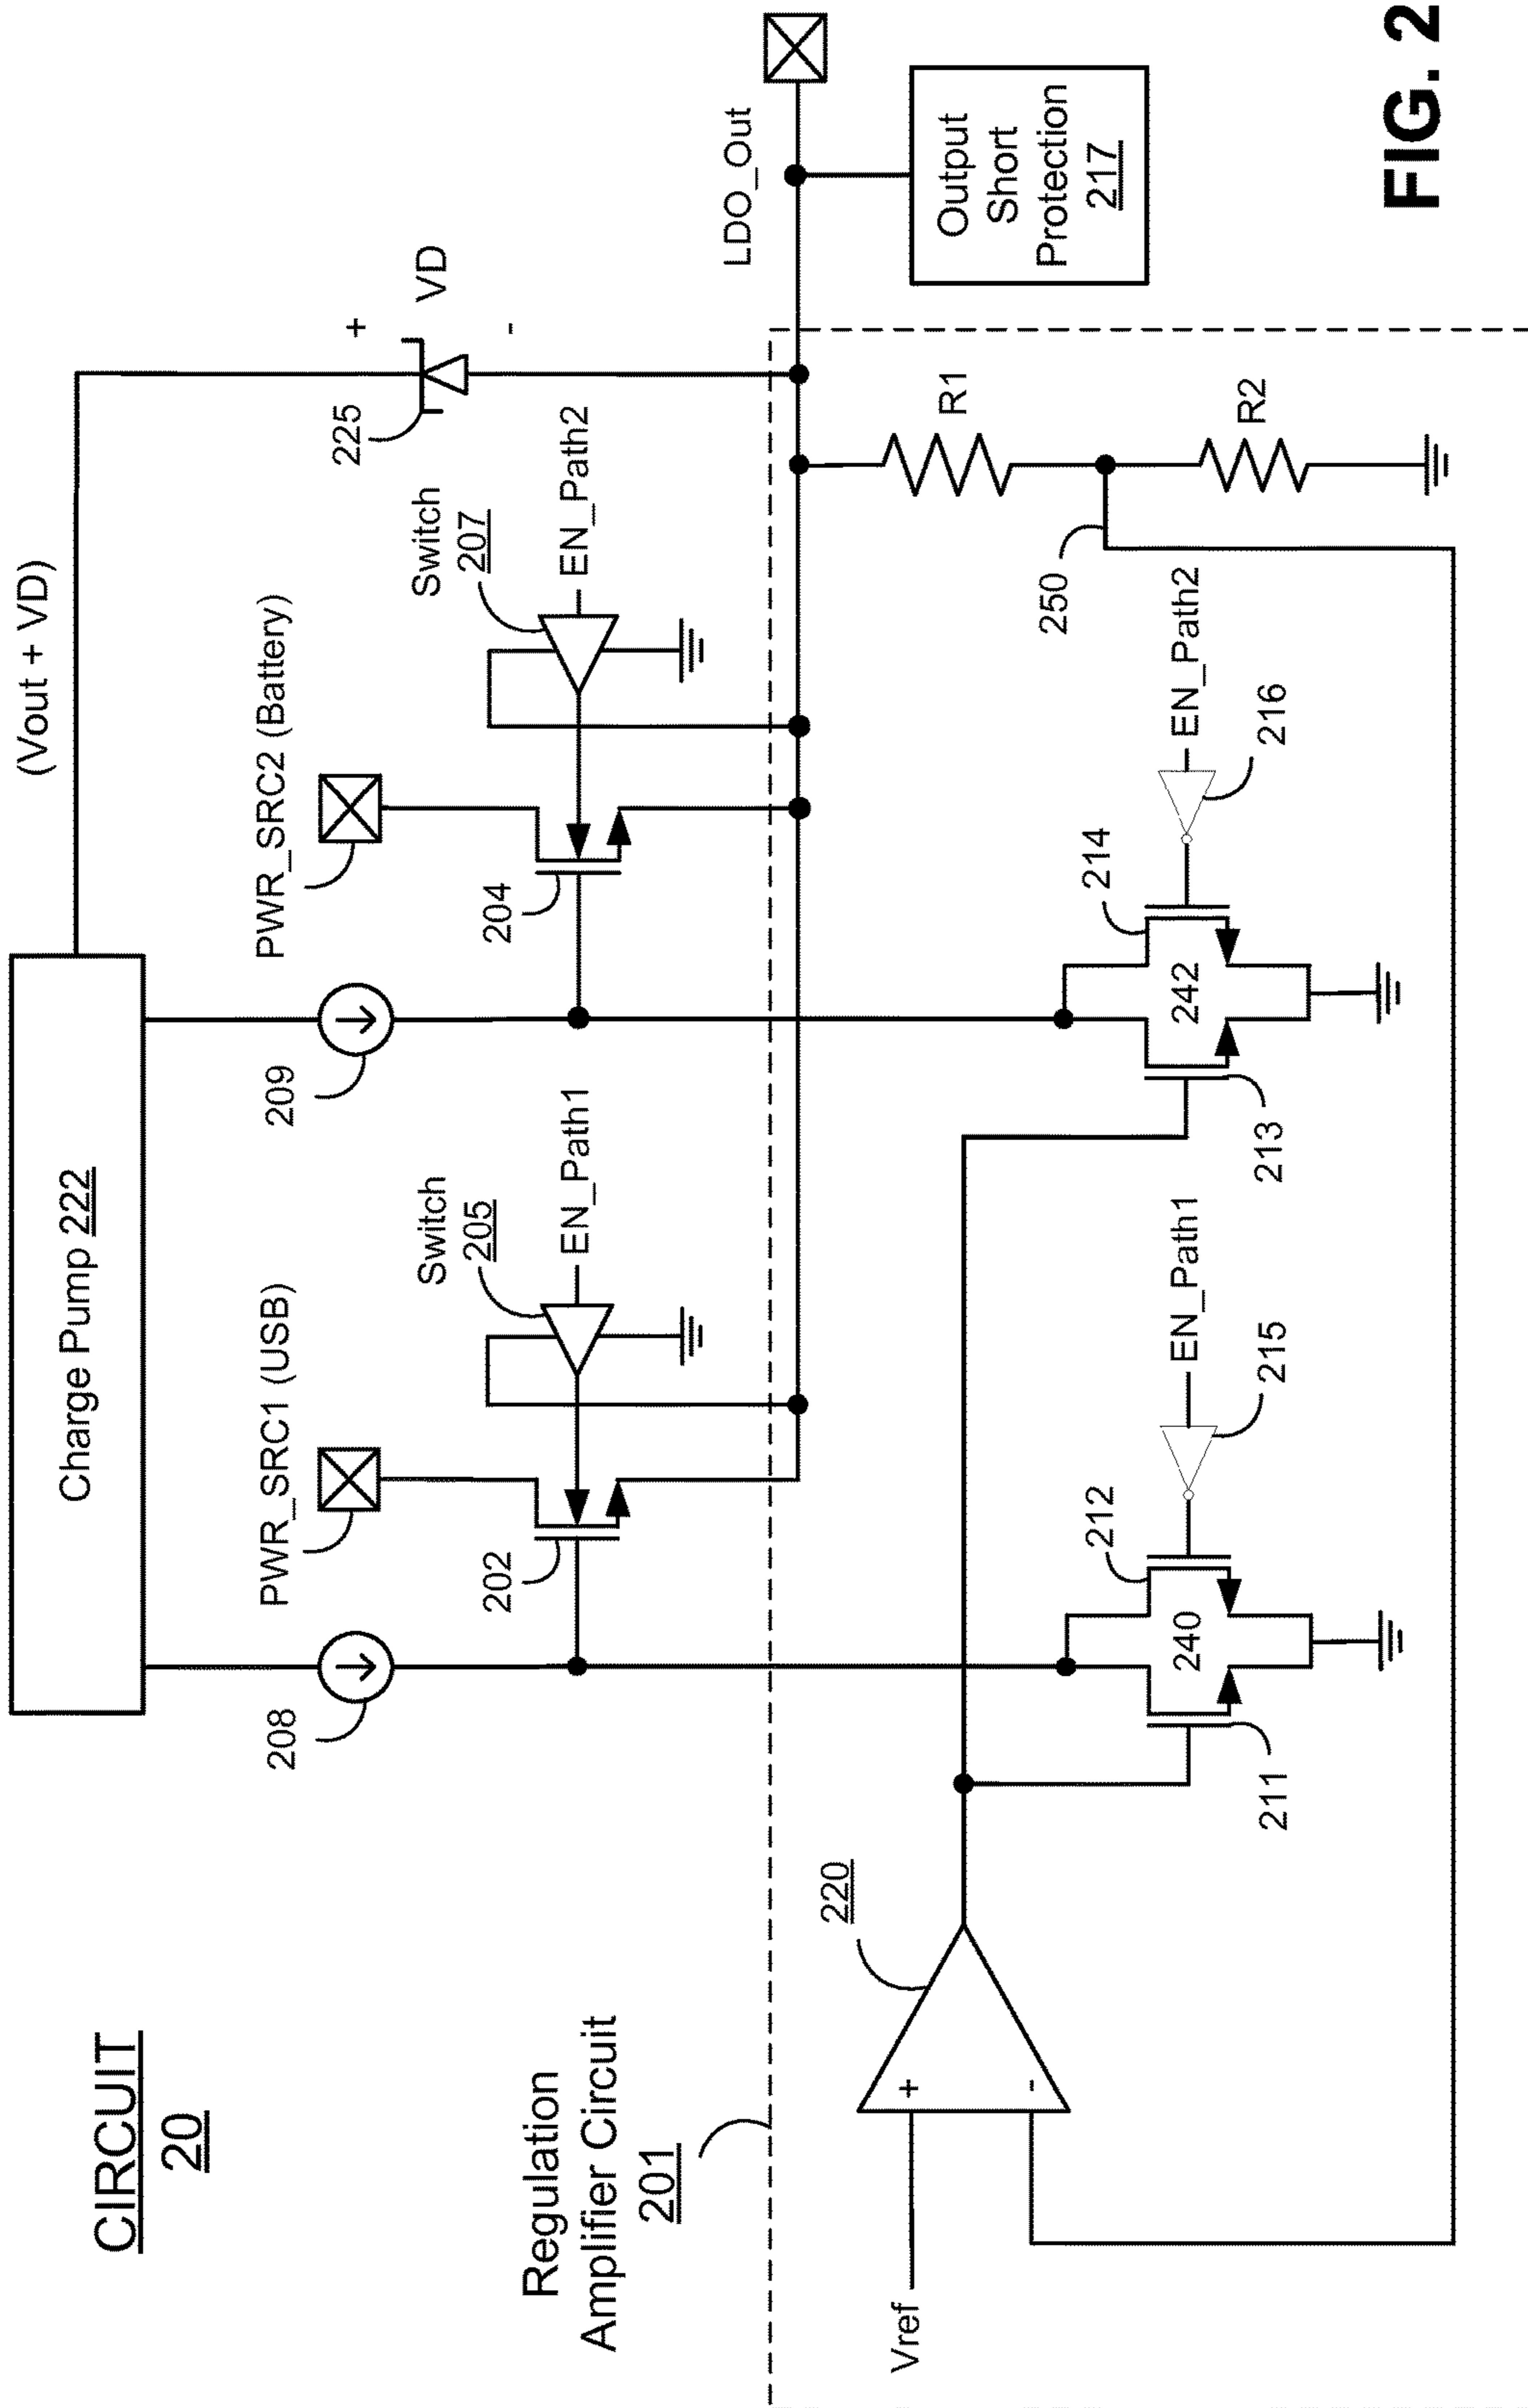 CIRCUIT
20
Charge Pump 222
(Vout + VD)
208
PWR_SRC1 (USB)
209
PWR_SRC2 (Battery)
225
+
VD
-
202
Switch
205
EN_Path1
204
Switch
207
EN_Path2
LDO_Out
Regulation
Amplifier Circuit
201
Output
Short
Protection
217
220
Vref
+
-
R1
250
R2
212
240
211
EN_Path1
215
214
242
213
EN_Path2
216
FIG. 2